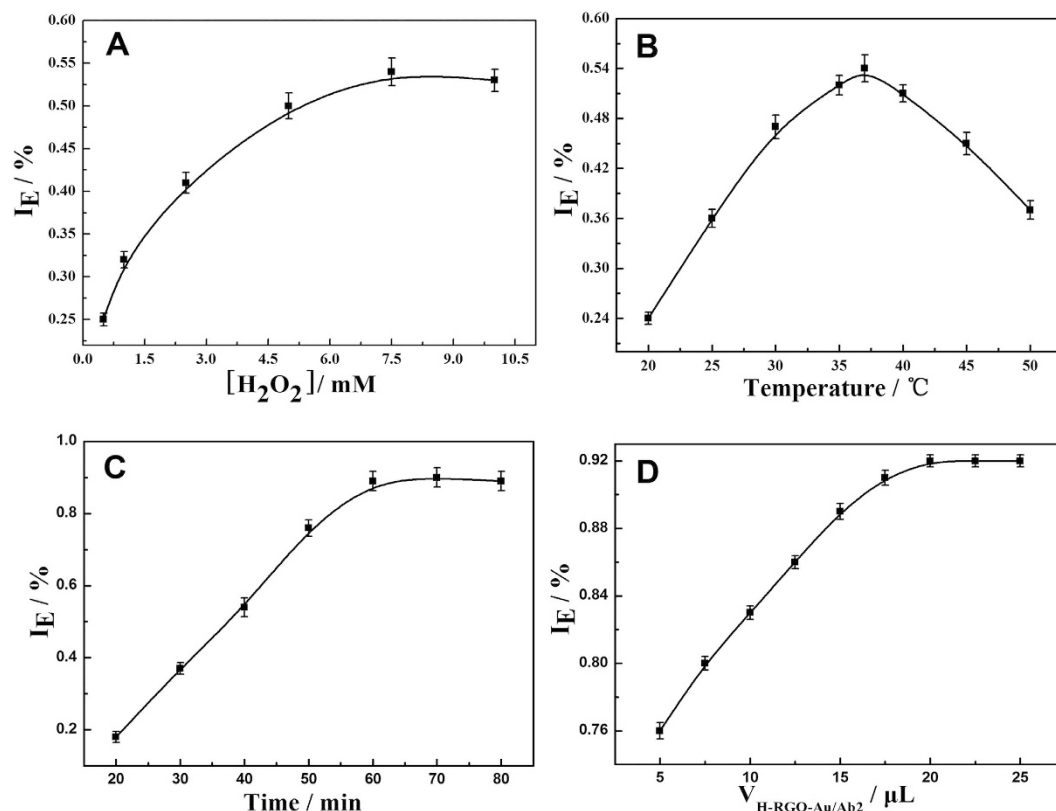 A
I_E / %
0.60
0.55
0.50
0.45
0.40
0.35
0.30
0.25
0.0 1.5 3.0 4.5 6.0 7.5 9.0 10.5
[H2O2]/ mM
B
I_E / %
0.60
0.54
0.48
0.42
0.36
0.30
0.24
20 25 30 35 40 45 50
Temperature / ℃
C
I_E / %
1.0
0.8
0.6
0.4
0.2
20 30 40 50 60 70 80
Time / min
D
I_E / %
0.92
0.88
0.84
0.80
0.76
5 10 15 20 25
V_H-RGO-Au/Ab2 / μL